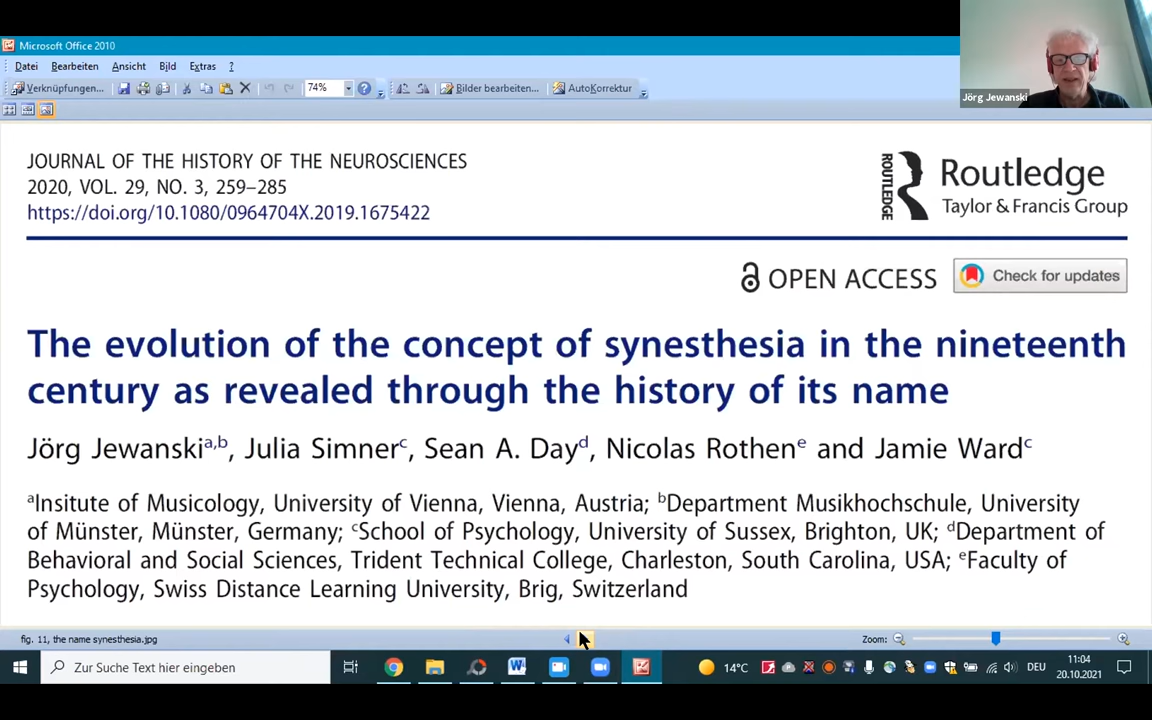 Microsoft Office 2010
Datei Bearbeiten Ansicht Bild Extras ?
Verknüpfungen... 74% Bilder bearbeiten... AutoKorrektur
Jörg Jewanski
JOURNAL OF THE HISTORY OF THE NEUROSCIENCES
2020, VOL. 29, NO. 3, 259–285
https://doi.org/10.1080/0964704X.2019.1675422
ROUTLEDGE
Routledge
Taylor & Francis Group
OPEN ACCESS
Check for updates
The evolution of the concept of synesthesia in the nineteenth
century as revealed through the history of its name
Jörg Jewanskia,b, Julia Simnerc, Sean A. Dayd, Nicolas Rothene and Jamie Wardc
aInsitute of Musicology, University of Vienna, Vienna, Austria; bDepartment Musikhochschule, University
of Münster, Münster, Germany; cSchool of Psychology, University of Sussex, Brighton, UK; dDepartment of
Behavioral and Social Sciences, Trident Technical College, Charleston, South Carolina, USA; eFaculty of
Psychology, Swiss Distance Learning University, Brig, Switzerland
fig. 11, the name synesthesia.jpg
Zoom:
Zur Suche Text hier eingeben
14°C
DEU
11:04
20.10.2021